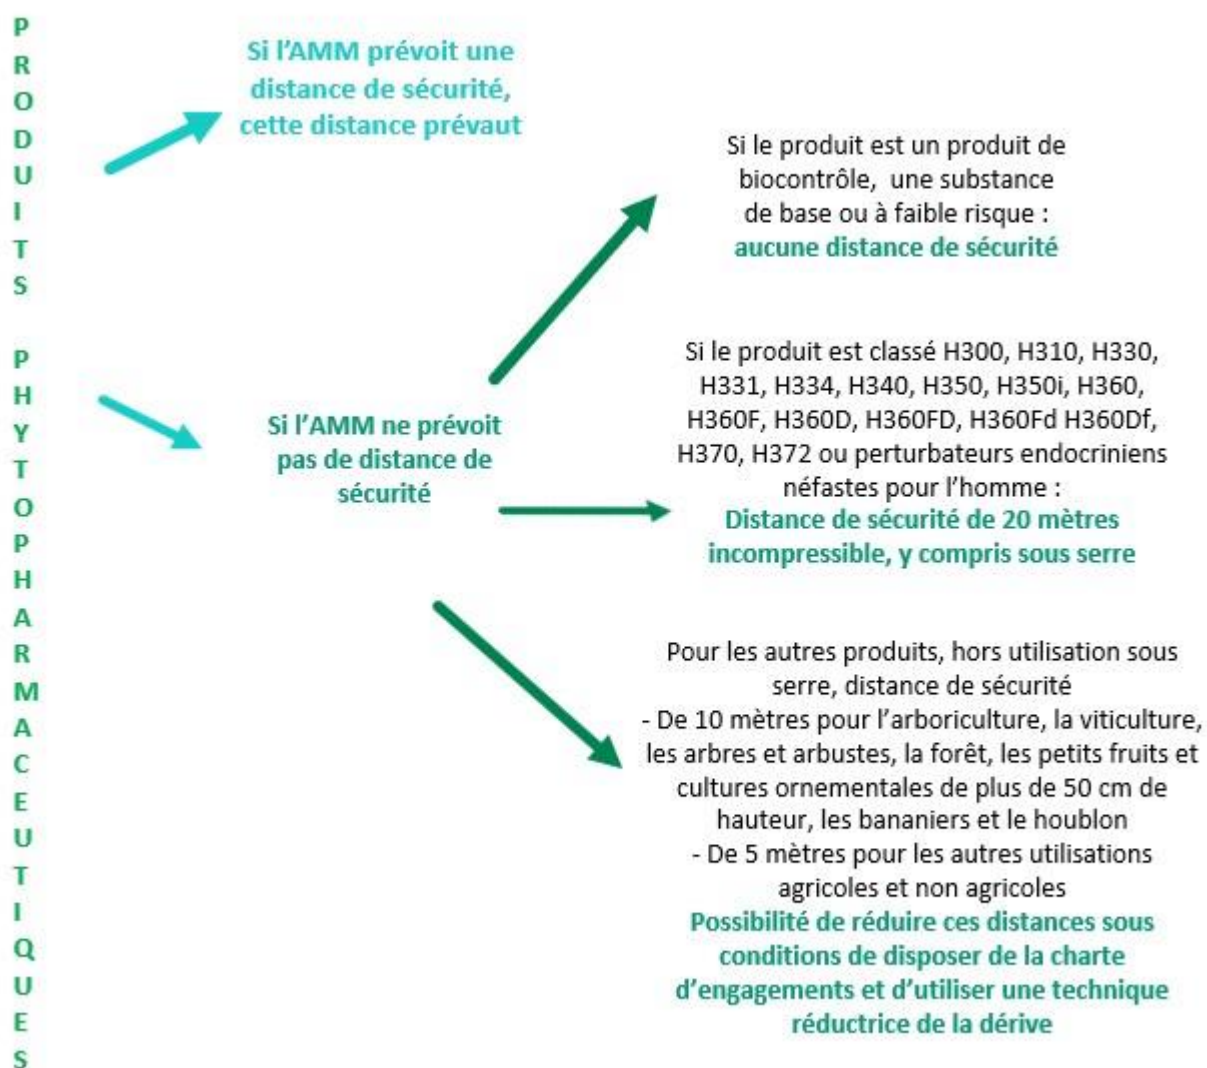 PRODUITS PHYTOPHARMACEUTIQUES
Si l'AMM prévoit une
distance de sécurité,
cette distance prévaut
Si l'AMM ne prévoit
pas de distance de
sécurité
Si le produit est un produit de
biocontrôle, une substance
de base ou à faible risque :
aucune distance de sécurité
Si le produit est classé H300, H310, H330,
H331, H334, H340, H350, H350i, H360,
H360F, H360D, H360FD, H360Fd H360Df,
H370, H372 ou perturbateurs endocriniens
néfastes pour l'homme :
Distance de sécurité de 20 mètres
incompressible, y compris sous serre
Pour les autres produits, hors utilisation sous
serre, distance de sécurité
- De 10 mètres pour l'arboriculture, la viticulture,
les arbres et arbustes, la forêt, les petits fruits et
cultures ornementales de plus de 50 cm de
hauteur, les bananiers et le houblon
- De 5 mètres pour les autres utilisations
agricoles et non agricoles
Possibilité de réduire ces distances sous
conditions de disposer de la charte
d'engagements et d'utiliser une technique
réductrice de la dérive